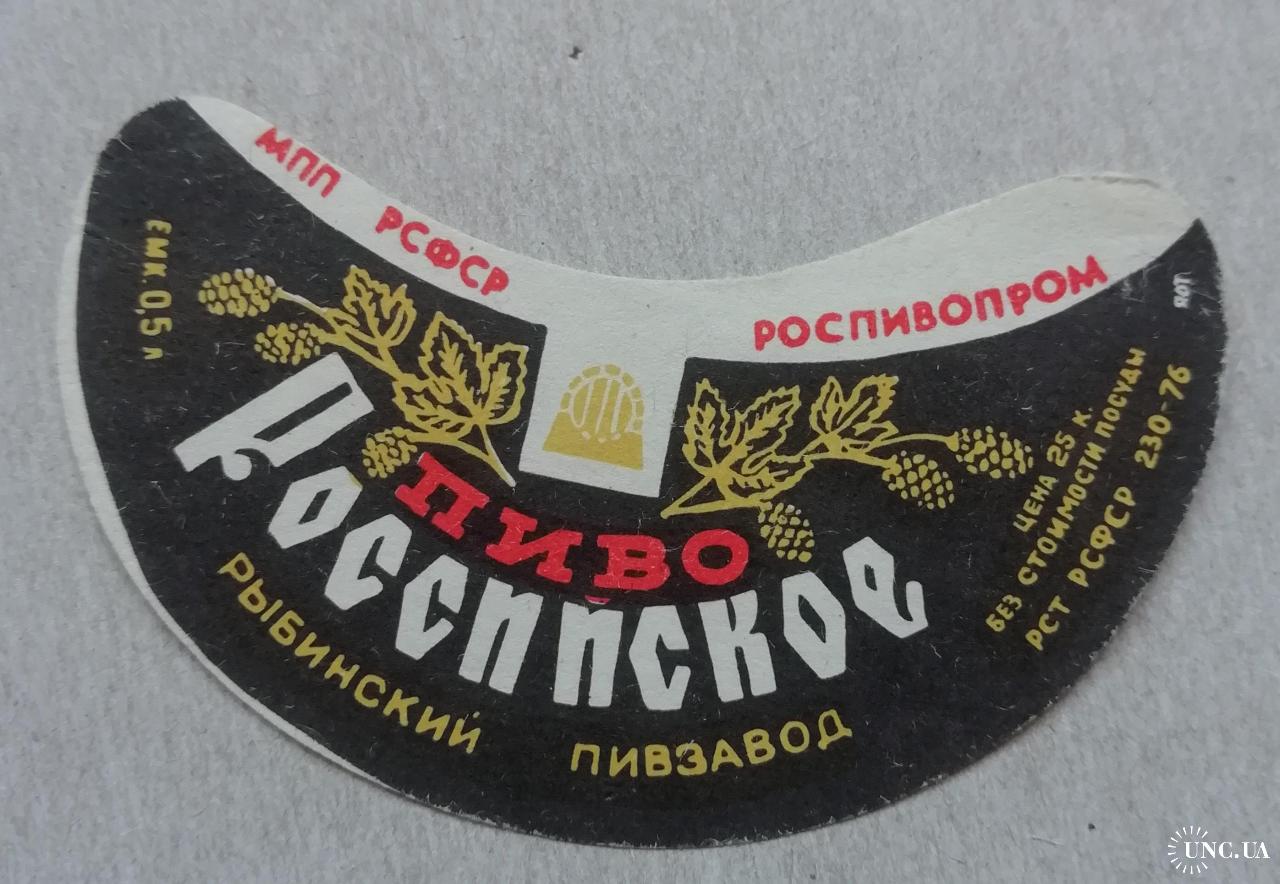 МПП РСФСР РОСПИВОПРОМ
ЕМК. 0,5 л
ПИВО
Российское
РЫБИНСКИЙ ПИВЗАВОД
ЦЕНА 25 К.
БЕЗ СТОИМОСТИ ПОСУДЫ
РСТ РСФСР 230-76
UNC.UA